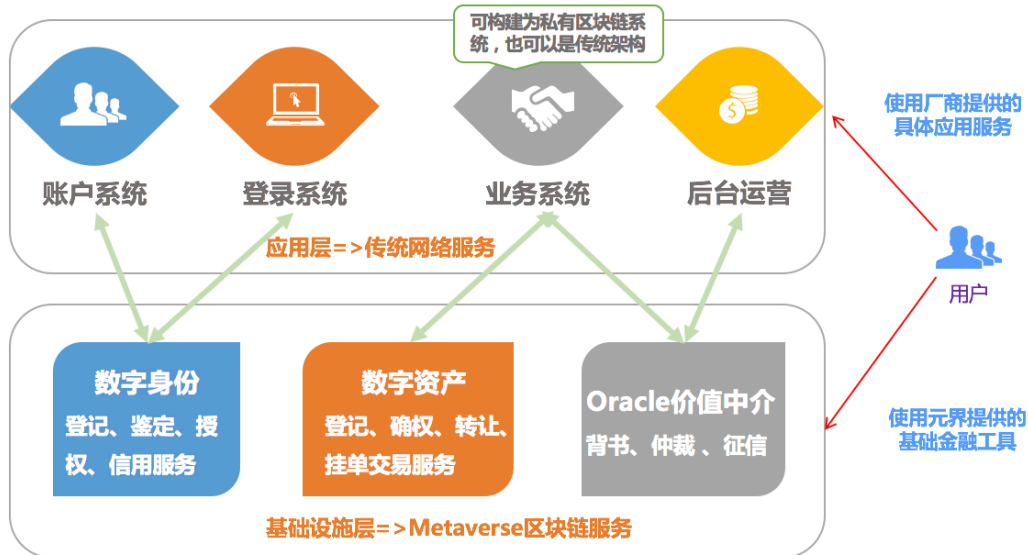 可构建为私有区块链系
统，也可以是传统架构
账户系统
登录系统
业务系统
后台运营
使用厂商提供的
具体应用服务
应用层=>传统网络服务
用户
数字身份
登记、鉴定、授
权、信用服务
数字资产
登记、确权、转让、
挂单交易服务
Oracle价值中介
背书、仲裁 、征信
使用元界提供的
基础金融工具
基础设施层=>Metaverse区块链服务